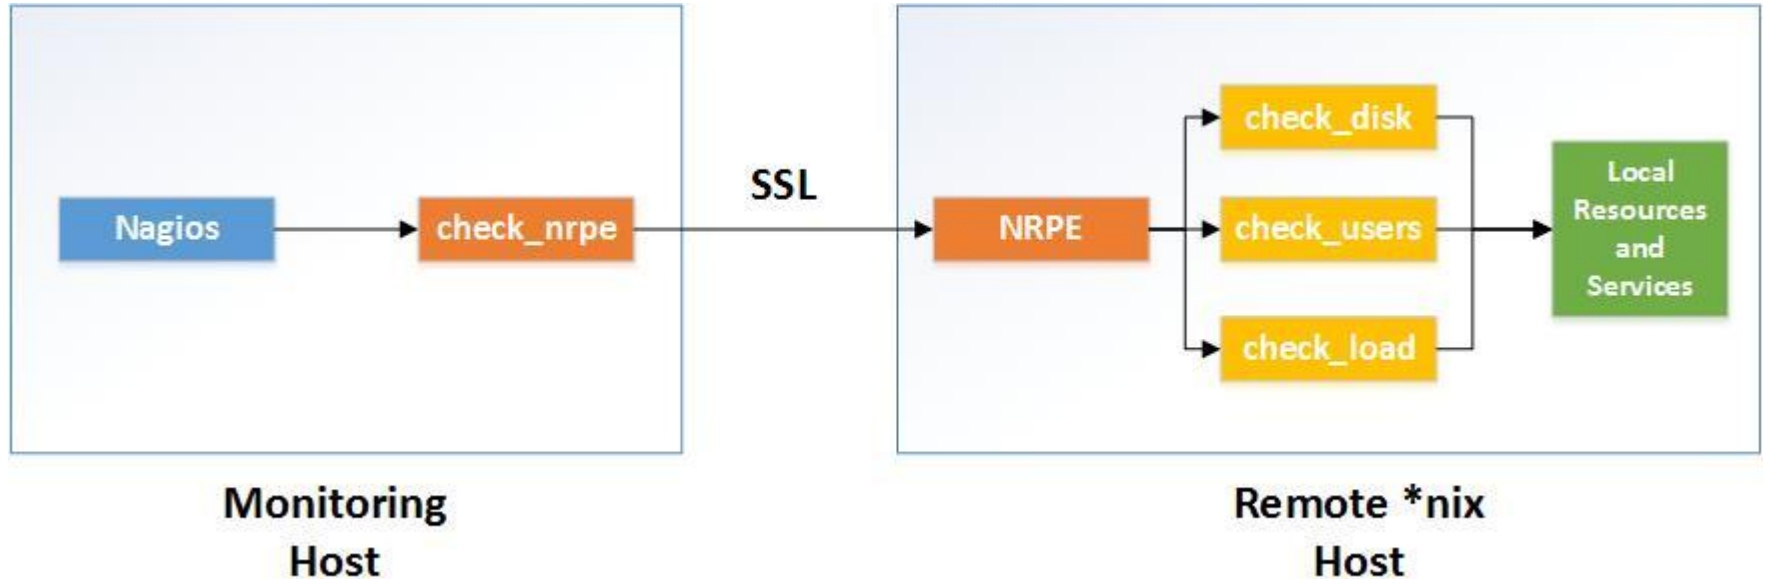 Nagios
check_nrpe
SSL
NRPE
check_disk
check_users
check_load
Local
Resources
and
Services
Monitoring
Host
Remote *nix
Host